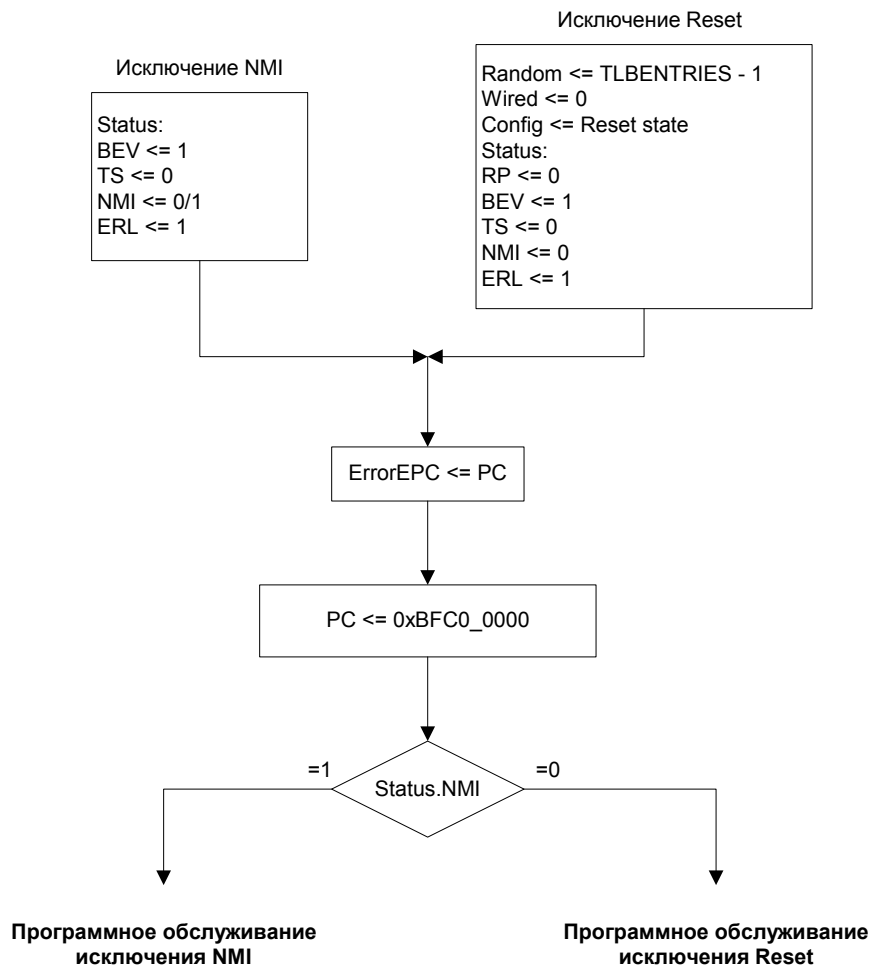 Исключение NMI
Status:
BEV <= 1
TS <= 0
NMI <= 0/1
ERL <= 1
Исключение Reset
Random <= TLBENTRIES - 1
Wired <= 0
Config <= Reset state
Status:
RP <= 0
BEV <= 1
TS <= 0
NMI <= 0
ERL <= 1
ErrorEPC <= PC
PC <= 0xBFC0_0000
=1
Status.NMI
=0
Программное обслуживание
исключения NMI
Программное обслуживание
исключения Reset